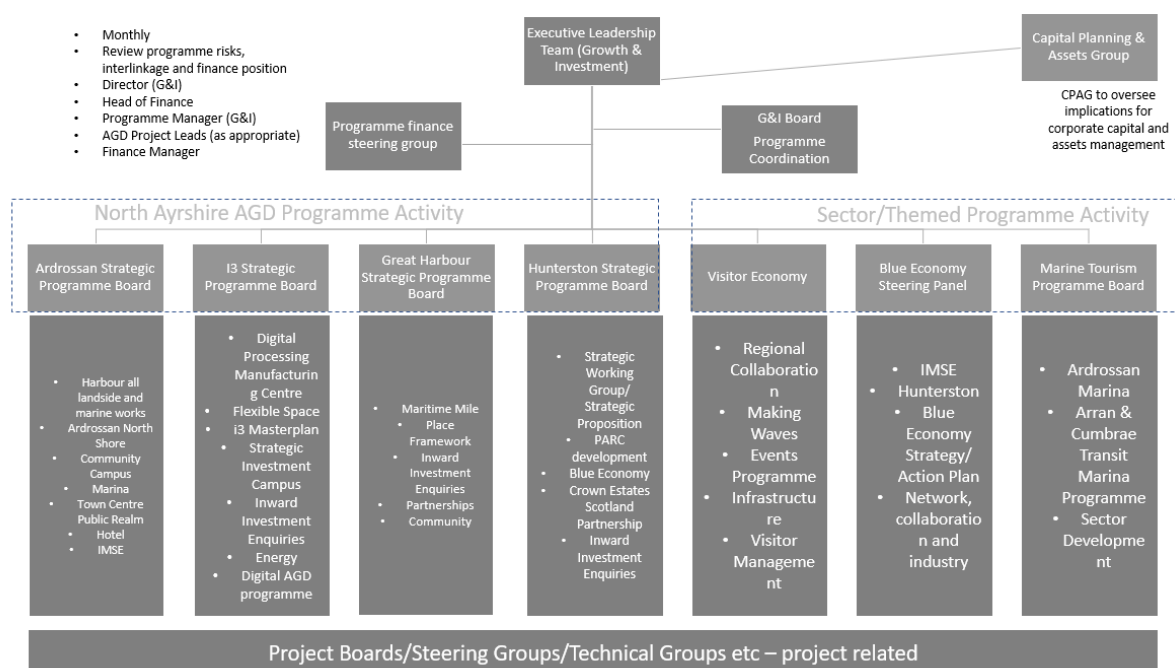 • Monthly
• Review programme risks,
interlinkage and finance position
• Director (G&I)
• Head of Finance
• Programme Manager (G&I)
• AGD Project Leads (as appropriate)
• Finance Manager
Executive Leadership
Team (Growth &
Investment)
Capital Planning &
Assets Group
CPAG to oversee
implications for
corporate capital and
assets management
Programme finance
steering group
G&I Board
Programme
Coordination
North Ayrshire AGD Programme Activity
Sector/Themed Programme Activity
Ardrossan Strategic
Programme Board
I3 Strategic
Programme Board
Great Harbour
Strategic Programme
Board
Hunterston Strategic
Programme Board
Visitor Economy
Blue Economy
Steering Panel
Marine Tourism
Programme Board
• Harbour all
landside and
marine works
• Ardrossan North
Shore
• Community
Campus
• Marina
• Town Centre
Public Realm
• Hotel
• IMSE
• Digital
Processing
Manufacturin
g Centre
• Flexible Space
• i3 Masterplan
• Strategic
Investment
Campus
• Inward
Investment
Enquiries
• Energy
• Digital AGD
programme
• Maritime Mile
• Place
Framework
• Inward
Investment
Enquiries
• Partnerships
• Community
• Strategic
Working
Group/
Strategic
Proposition
• PARC
development
• Blue Economy
• Crown Estates
Scotland
Partnership
• Inward
Investment
Enquiries
• Regional
Collaboratio
n
• Making
Waves
• Events
Programme
• Infrastructu
re
• Visitor
Manageme
nt
• IMSE
• Hunterston
• Blue
Economy
Strategy/
Action Plan
• Network,
collaboratio
n and
industry
• Ardrossan
Marina
• Arran &
Cumbrae
Transit
Marina
Programme
• Sector
Developme
nt
Project Boards/Steering Groups/Technical Groups etc – project related